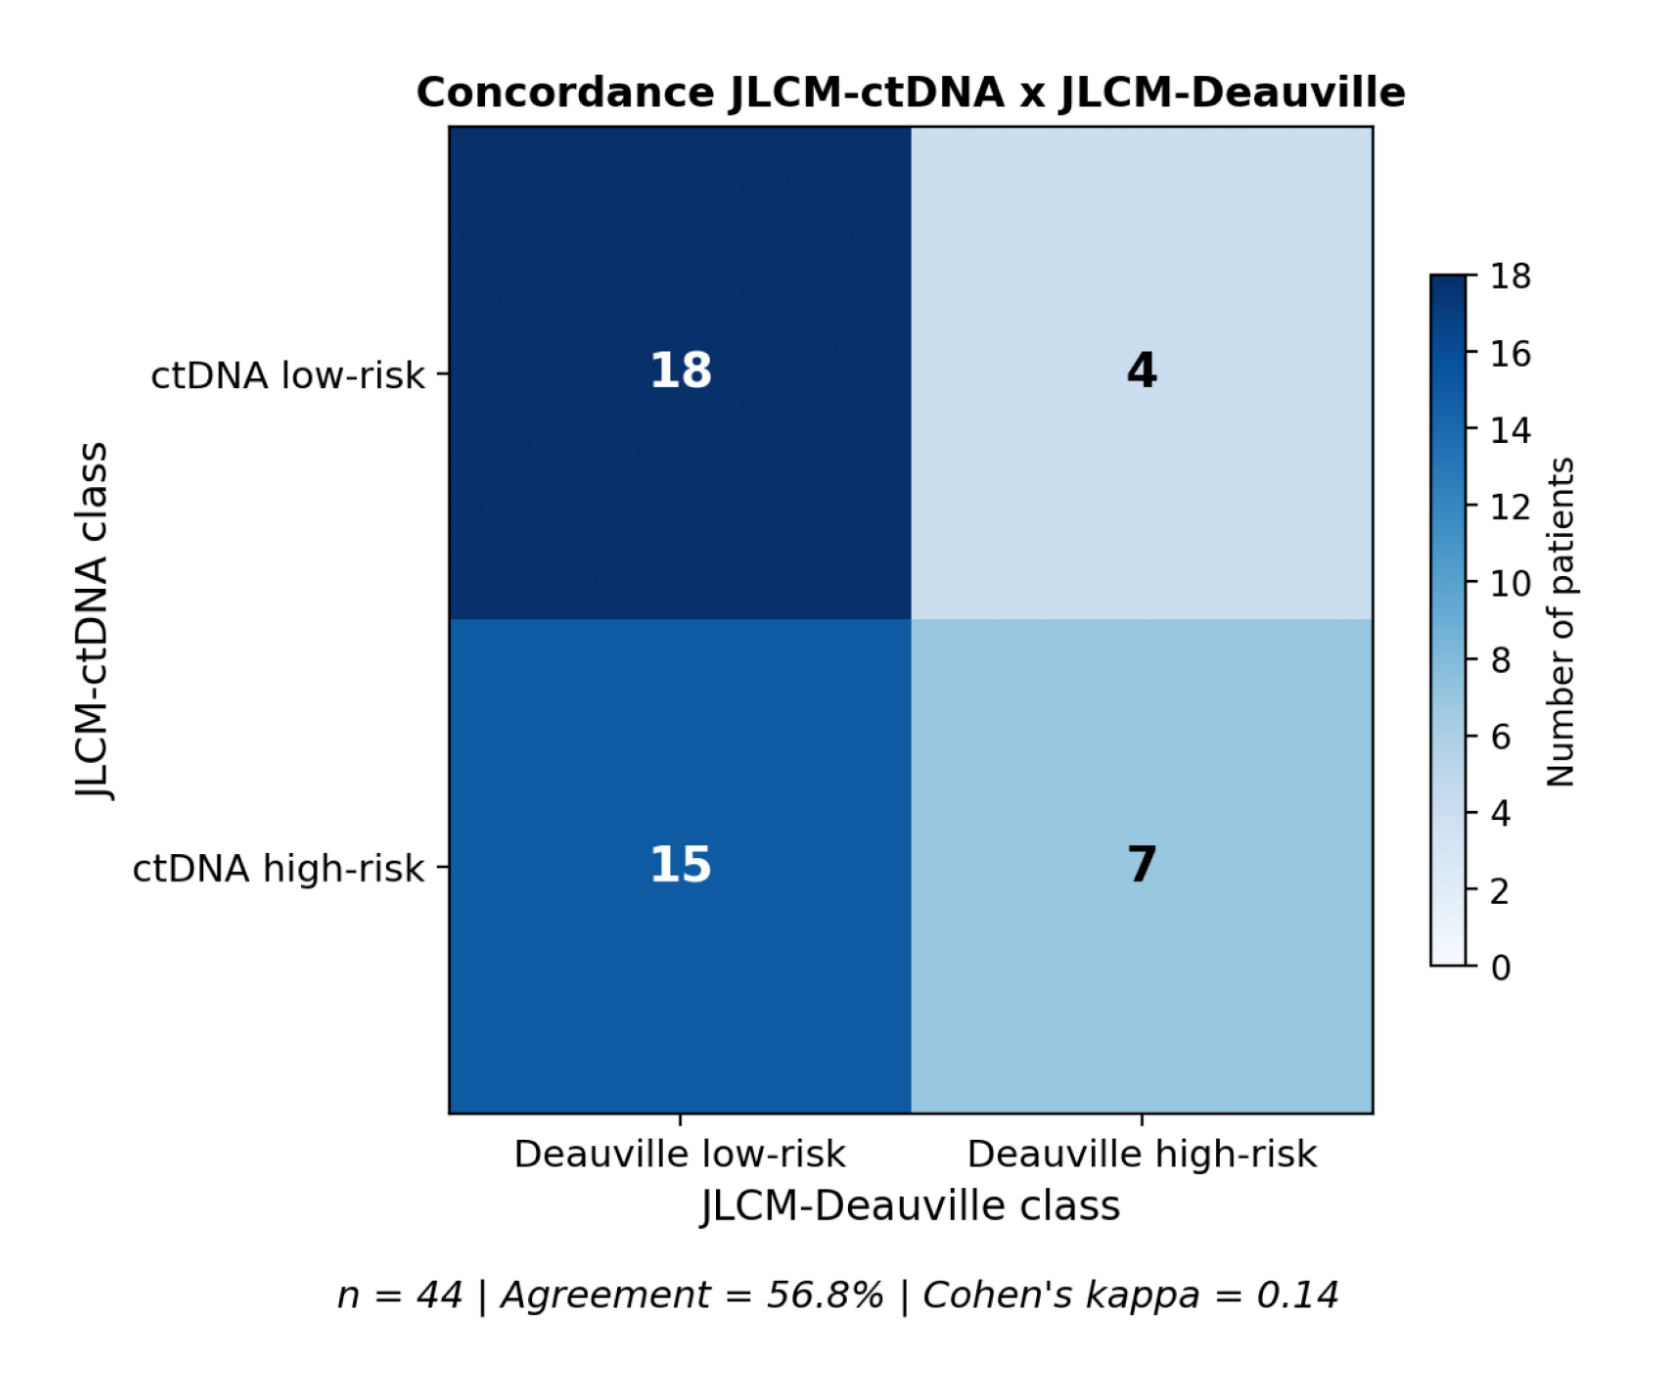 Concordance JLCM-ctDNA x JLCM-Deauville
JLCM-ctDNA class
ctDNA low-risk
ctDNA high-risk
18
4
15
7
Deauville low-risk
Deauville high-risk
JLCM-Deauville class
18
16
14
12
10
8
6
4
2
0
Number of patients
n = 44 | Agreement = 56.8% | Cohen's kappa = 0.14